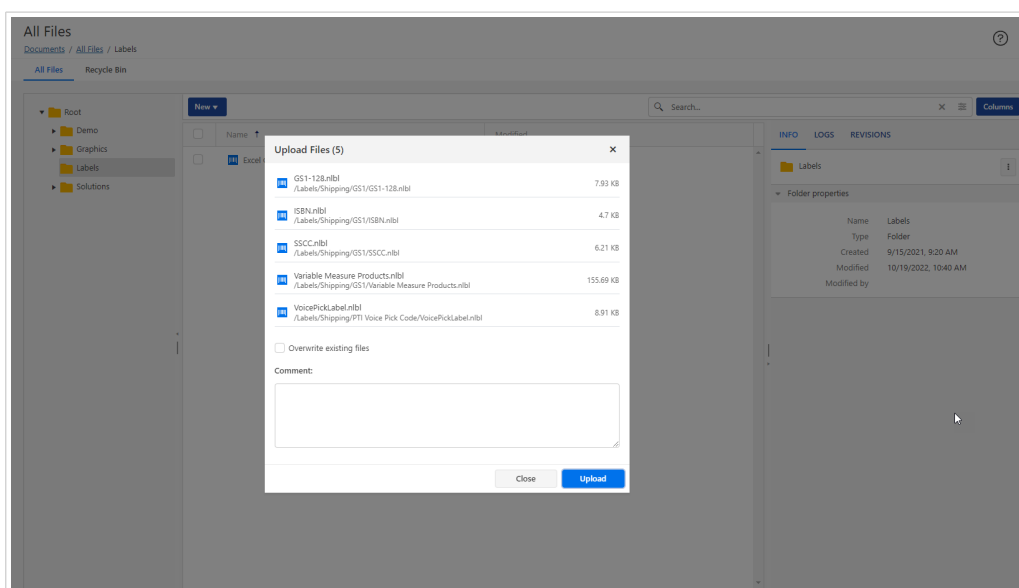 All Files
Documents / All Files / Labels
All Files Recycle Bin
Root
Demo
Graphics
Labels
Solutions
New
Search...
Columns
Name
Modified
Excel
Upload Files (5)
GS1-128.nlbl
/Labels/Shipping/GS1/GS1-128.nlbl
7.93 KB
ISBN.nlbl
/Labels/Shipping/GS1/ISBN.nlbl
4.7 KB
SSCC.nlbl
/Labels/Shipping/GS1/SSCC.nlbl
6.21 KB
Variable Measure Products.nlbl
/Labels/Shipping/GS1/Variable Measure Products.nlbl
155.69 KB
VoicePickLabel.nlbl
/Labels/Shipping/PTI Voice Pick Code/VoicePickLabel.nlbl
8.91 KB
Overwrite existing files
Comment:
Close Upload
INFO LOGS REVISIONS
Labels
Folder properties
Name Labels
Type Folder
Created 9/15/2021, 9:20 AM
Modified 10/19/2022, 10:40 AM
Modified by